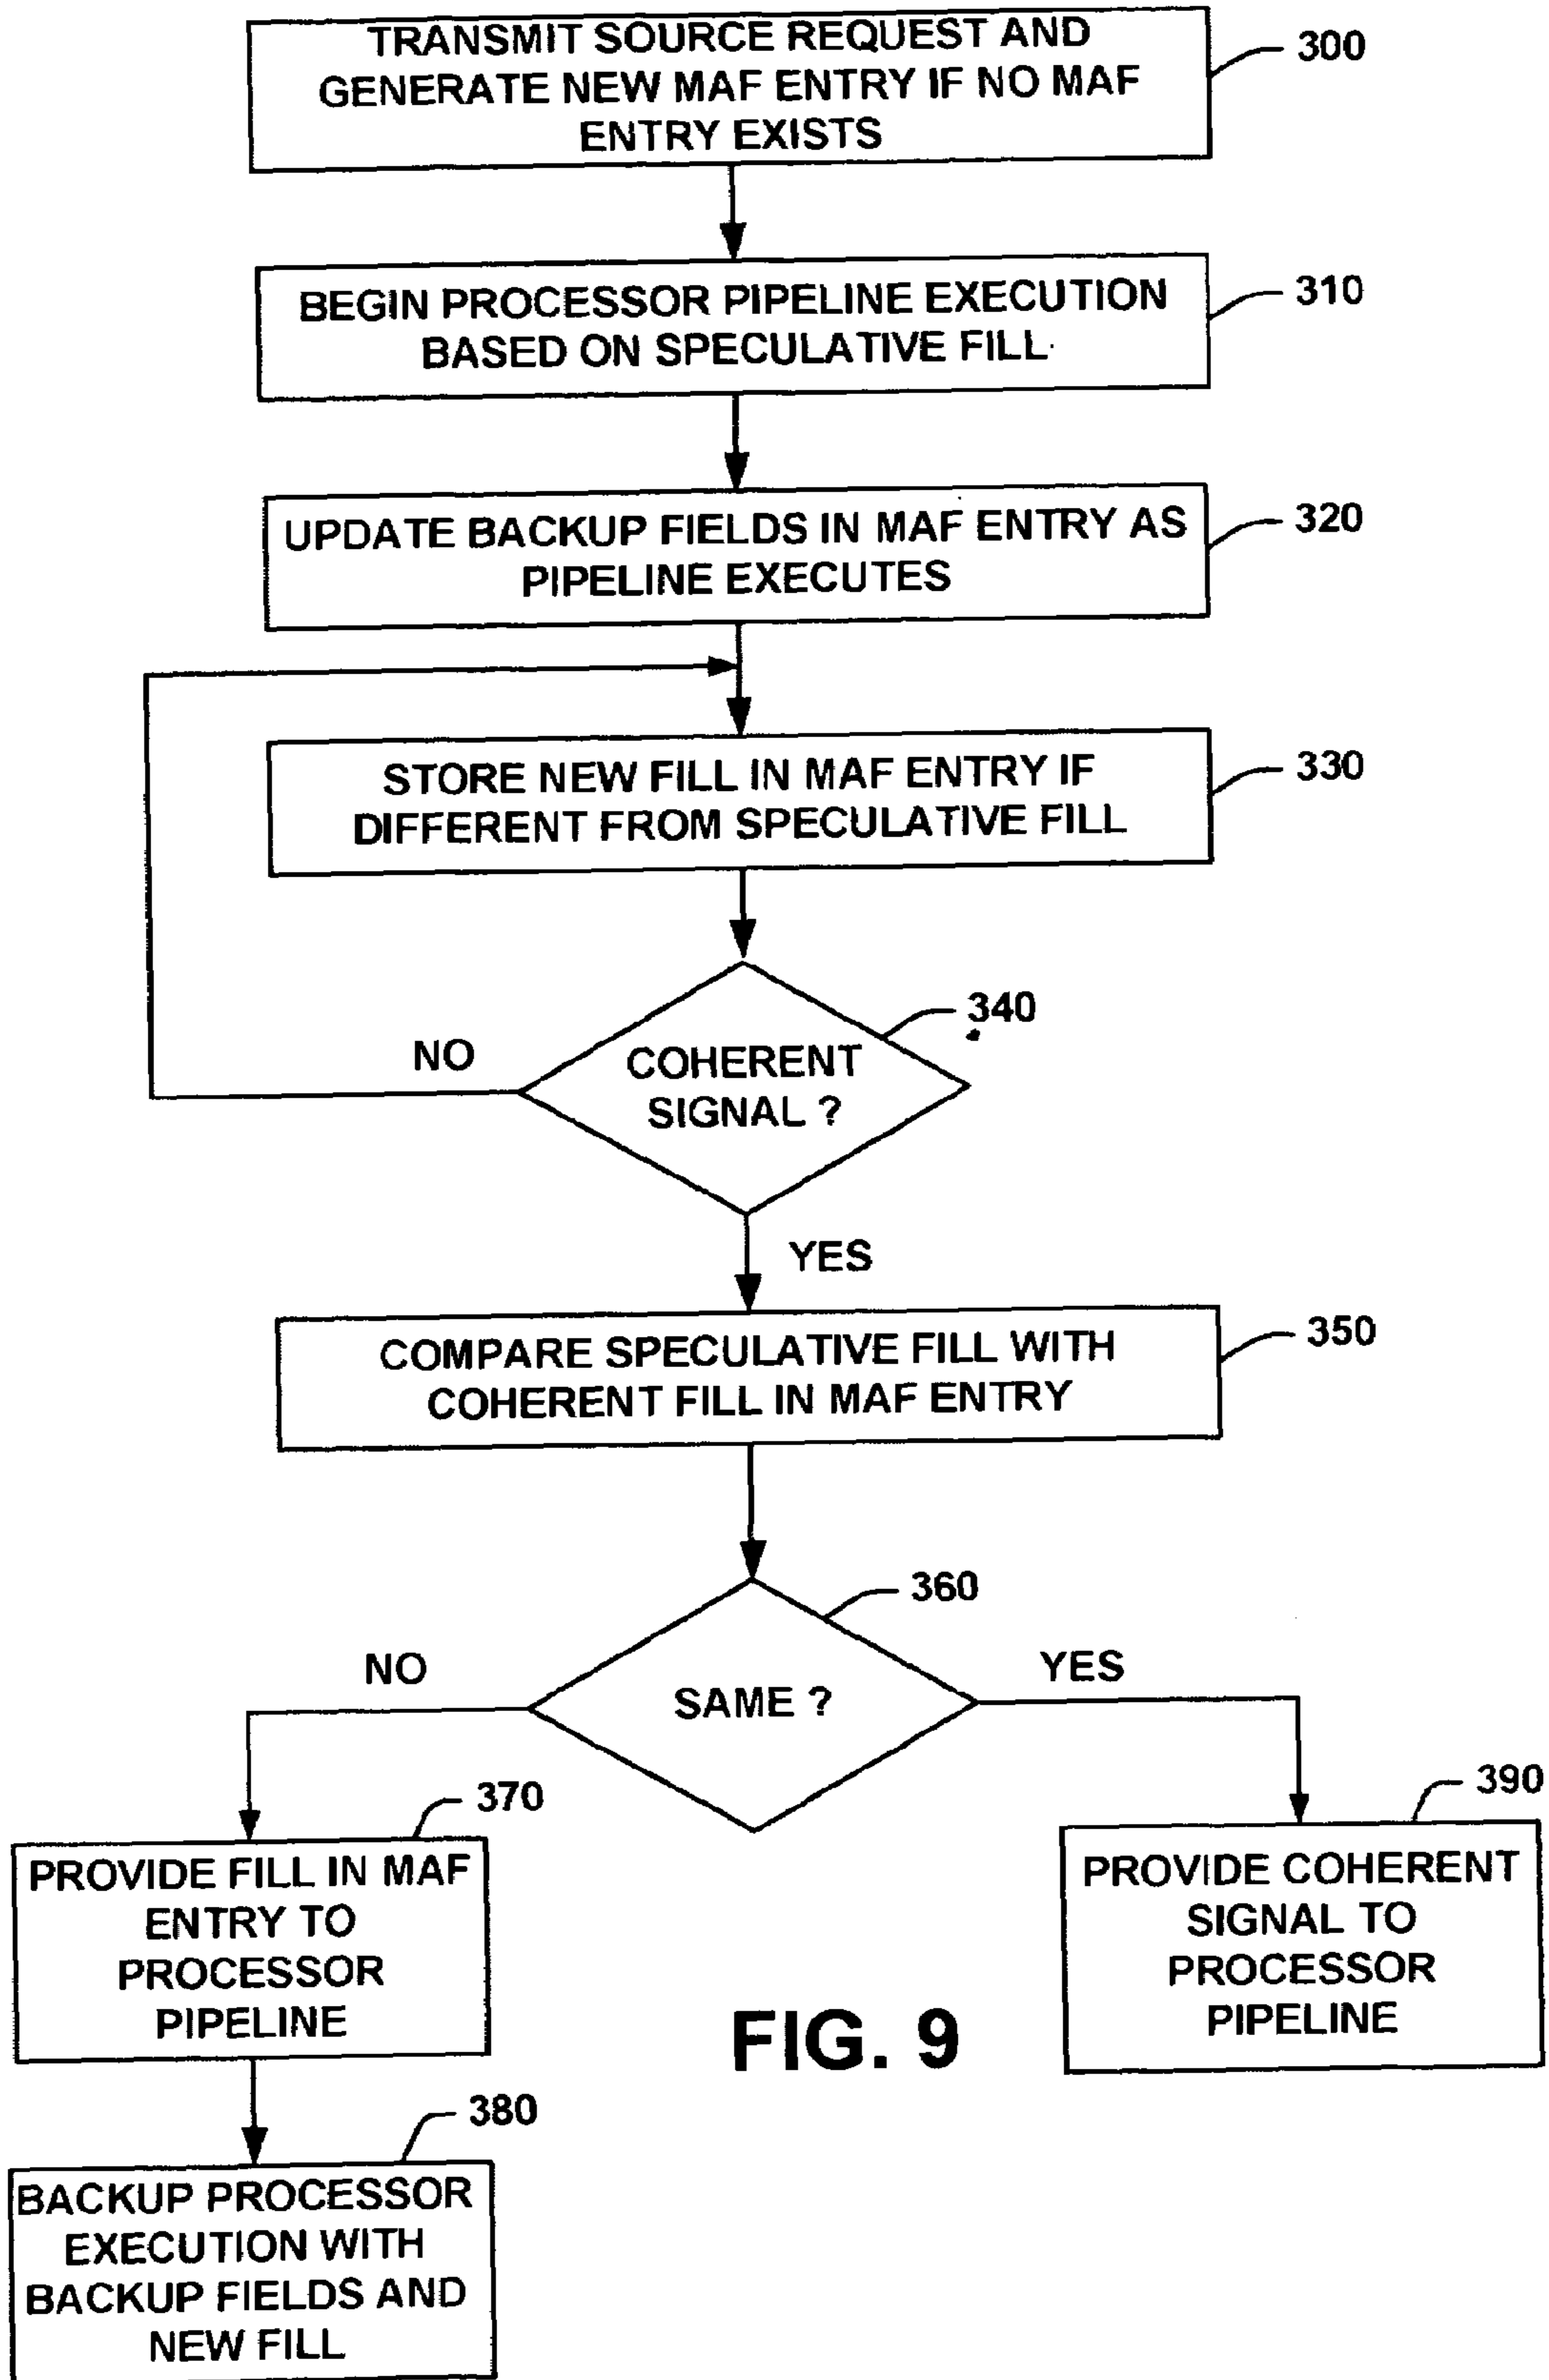 TRANSMIT SOURCE REQUEST AND
GENERATE NEW MAF ENTRY IF NO MAF
ENTRY EXISTS
300
BEGIN PROCESSOR PIPELINE EXECUTION
BASED ON SPECULATIVE FILL
310
UPDATE BACKUP FIELDS IN MAF ENTRY AS
PIPELINE EXECUTES
320
STORE NEW FILL IN MAF ENTRY IF
DIFFERENT FROM SPECULATIVE FILL
330
340
NO
COHERENT
SIGNAL ?
YES
COMPARE SPECULATIVE FILL WITH
COHERENT FILL IN MAF ENTRY
350
360
NO
SAME ?
YES
370
PROVIDE FILL IN MAF
ENTRY TO
PROCESSOR
PIPELINE
390
PROVIDE COHERENT
SIGNAL TO
PROCESSOR
PIPELINE
FIG. 9
380
BACKUP PROCESSOR
EXECUTION WITH
BACKUP FIELDS AND
NEW FILL